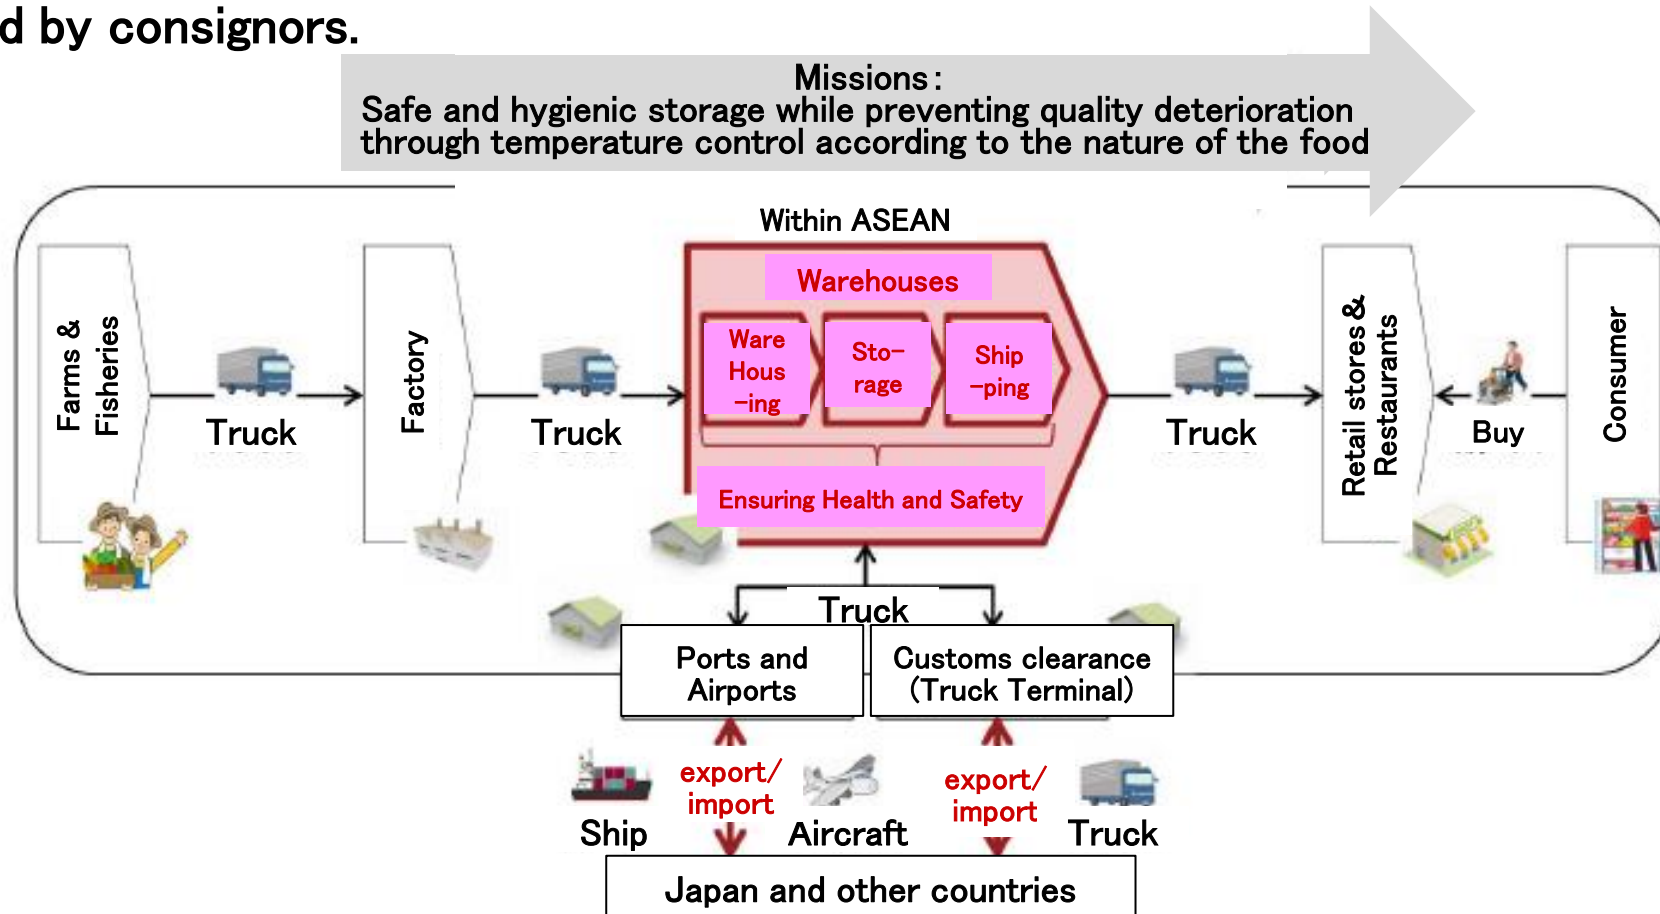 d by consignors.
Missions:
Safe and hygienic storage while preventing quality deterioration
through temperature control according to the nature of the food
Within ASEAN
Warehouses
Ware
Hous
-ing
Sto-
rage
Ship
-ping
Ensuring Health and Safety
Farms &
Fisheries
Truck
Factory
Truck
Truck
Retail stores &
Restaurants
Buy
Consumer
Truck
Ports and
Airports
Customs clearance
(Truck Terminal)
export/
import
export/
import
Ship
Aircraft
Truck
Japan and other countries